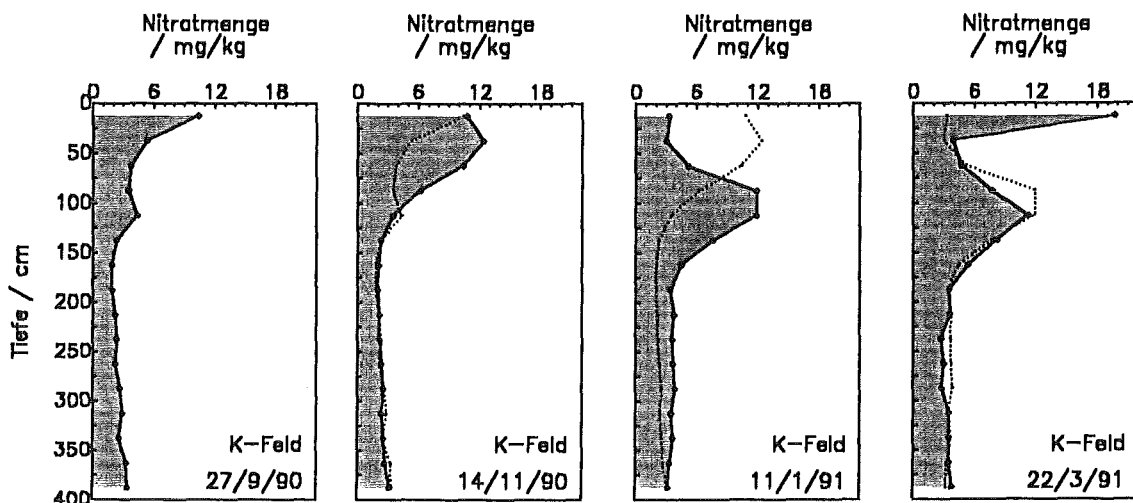 Nitratmenge
/ mg/kg
0 6 12 18
Nitratmenge
/ mg/kg
0 6 12 18
Nitratmenge
/ mg/kg
0 6 12 18
Nitratmenge
/ mg/kg
0 6 12 18
Tiefe / cm
0
50
100
150
200
250
300
350
400
K-Feld
27/9/90
K-Feld
14/11/90
K-Feld
11/1/91
K-Feld
22/3/91